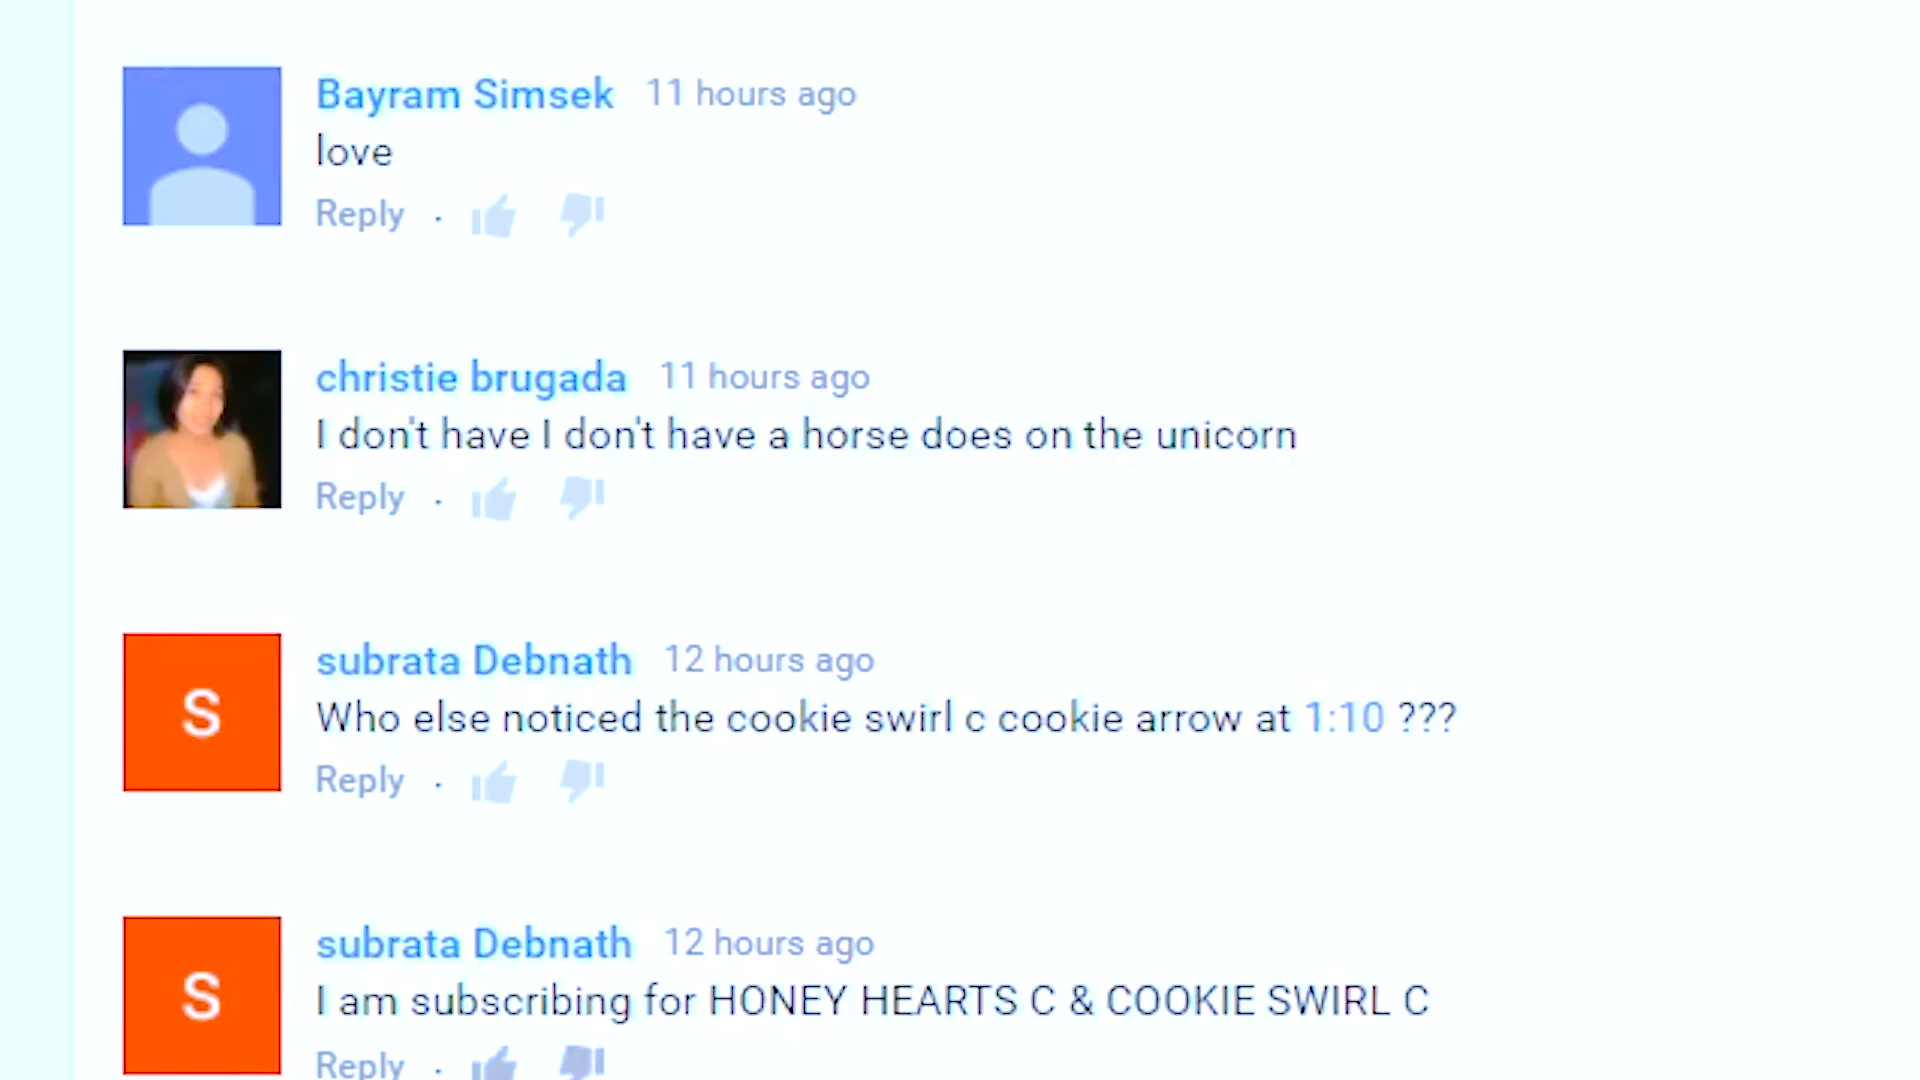 Bayram Simsek 11 hours ago
love
Reply ·
christie brugada 11 hours ago
I don't have I don't have a horse does on the unicorn
Reply ·
S
subrata Debnath 12 hours ago
Who else noticed the cookie swirl c cookie arrow at 1:10 ???
Reply ·
S
subrata Debnath 12 hours ago
I am subscribing for HONEY HEARTS C & COOKIE SWIRL C
Reply ·